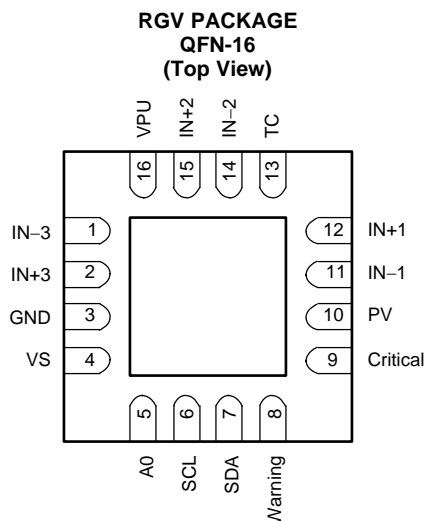 RGV PACKAGE
QFN-16
(Top View)
VPU
IN+2
IN−2
TC
16
15
14
13
IN−3 1
12 IN+1
IN+3 2
11 IN−1
GND 3
10 PV
VS 4
9 Critical
5
6
7
8
A0
SCL
SDA
Warning